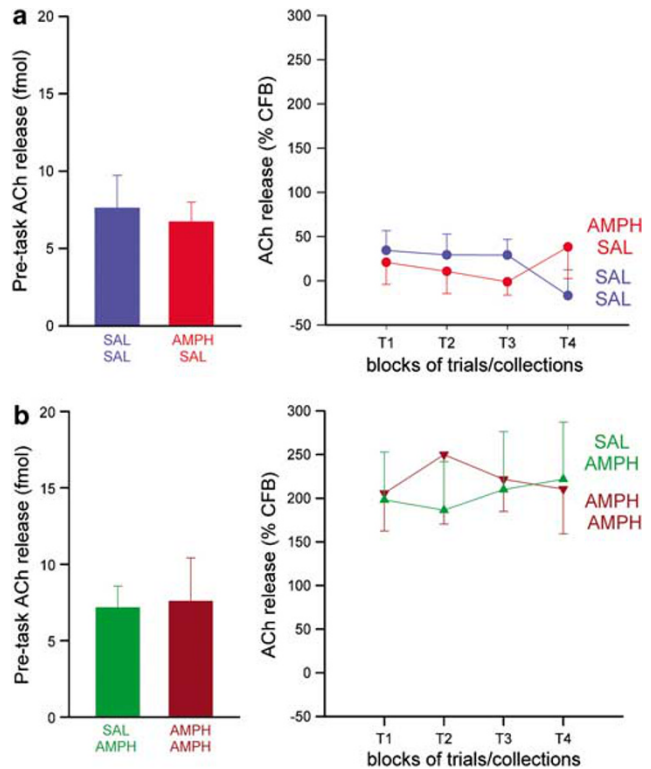 a
Pre-task ACh release (fmol)
20
15
10
5
0
SAL
SAL
AMPH
SAL
ACh release (% CFB)
300
250
200
150
100
50
0
-50
T1
T2
T3
T4
blocks of trials/collections
AMPH
SAL
SAL
SAL
b
Pre-task ACh release (fmol)
20
15
10
5
0
SAL
AMPH
AMPH
AMPH
ACh release (% CFB)
300
250
200
150
100
50
0
-50
T1
T2
T3
T4
blocks of trials/collections
SAL
AMPH
AMPH
AMPH